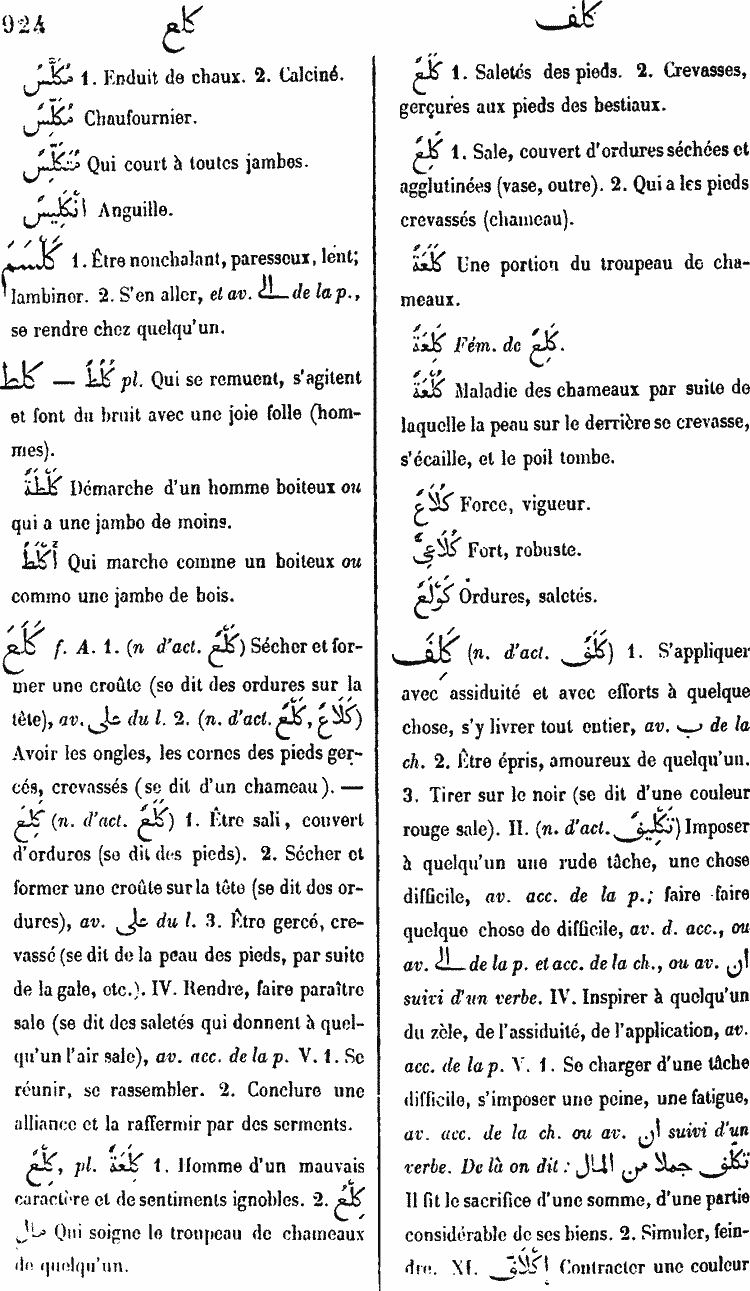 924
كلع
كلف
مُكَلَّسٌ 1. Enduit de chaux. 2. Calciné.
مُكَلِّسٌ Chaufournier.
مُتَكَلِّسٌ Qui court à toutes jambes.
أَنْكَلِيسٌ Anguille.
كَلْسَمَ 1. Être nonchalant, paresseux, lent;
lambiner. 2. S'en aller, et av. الـ de la p.,
se rendre chez quelqu'un.
كلط — كُلُطٌ pl. Qui se remuent, s'agitent
et font du bruit avec une joie folle (hom-
mes).
كَلَطَةٌ Démarche d'un homme boiteux ou
qui a une jambe de moins.
أَكْلَطُ Qui marche comme un boiteux ou
comme une jambe de bois.
كَلَعَ f. A. 1. (n d'act. كَلْعٌ) Sécher et for-
mer une croûte (se dit des ordures sur la
tête), av. على du l. 2. (n. d'act. كَلَعٌ, كُلَاعٌ)
Avoir les ongles, les cornes des pieds ger-
cés, crevassés (se dit d'un chameau). —
كَلِعَ (n. d'act. كَلَعٌ) 1. Être sali, couvert
d'ordures (se dit des pieds). 2. Sécher et
former une croûte sur la tête (se dit des or-
dures), av. على du l. 3. Être gercé, cre-
vassé (se dit de la peau des pieds, par suite
de la gale, etc.). IV. Rendre, faire paraître
sale (se dit des saletés qui donnent à quel-
qu'un l'air sale), av. acc. de la p. V. 1. Se
réunir, se rassembler. 2. Conclure une
alliance et la raffermir par des serments.
كِلْعٌ, pl. كِلَعَةٌ 1. Homme d'un mauvais
caractère et de sentiments ignobles. 2. كِلْعُ
مال Qui soigne le troupeau de chameaux
de quelqu'un.
كَلَعٌ 1. Saletés des pieds. 2. Crevasses,
gerçures aux pieds des bestiaux.
كَلِعٌ 1. Sale, couvert d'ordures séchées et
agglutinées (vase, outre). 2. Qui a les pieds
crevassés (chameau).
كَلَعَةٌ Une portion du troupeau de cha-
meaux.
كَلِعَةٌ Fém. de كَلِعٌ.
كُلْعَةٌ Maladie des chameaux par suite de
laquelle la peau sur le derrière se crevasse,
s'écaille, et le poil tombe.
كُلَاعٌ Force, vigueur.
كُلَاعِيٌّ Fort, robuste.
كَوْلَعٌ Ordures, saletés.
كَلِفَ (n. d'act. كَلَفٌ) 1. S'appliquer
avec assiduité et avec efforts à quelque
chose, s'y livrer tout entier, av. ب de la
ch. 2. Être épris, amoureux de quelqu'un.
3. Tirer sur le noir (se dit d'une couleur
rouge sale). II. (n. d'act. تَكْلِيفٌ) Imposer
à quelqu'un une rude tâche, une chose
difficile, av. acc. de la p.; faire faire
quelque chose de difficile, av. d. acc., ou
av. الـ de la p. et acc. de la ch., ou av. أن
suivi d'un verbe. IV. Inspirer à quelqu'un
du zèle, de l'assiduité, de l'application, av.
acc. de la p. V. 1. Se charger d'une tâche
difficile, s'imposer une peine, une fatigue,
av. acc. de la ch. ou av. أن suivi d'un
verbe. De là on dit : تكلّف جملا من المال
Il fit le sacrifice d'une somme, d'une partie
considérable de ses biens. 2. Simuler, fein-
dre. XI. إكْلَافَّ Contracter une couleur